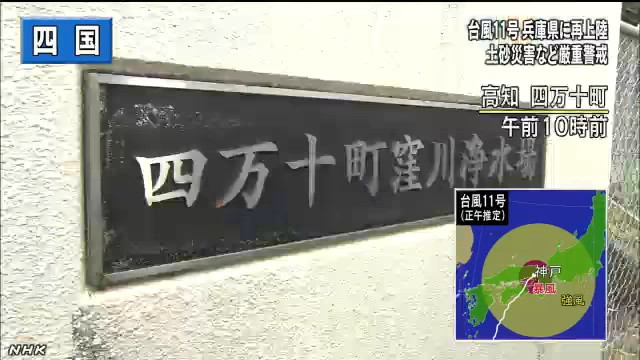 四国
台風11号 兵庫県に再上陸
土砂災害など厳重警戒
高知 四万十町
午前10時前
四万十町窪川浄水場
台風11号
(正午推定)
神戸
暴風
強風
NHK